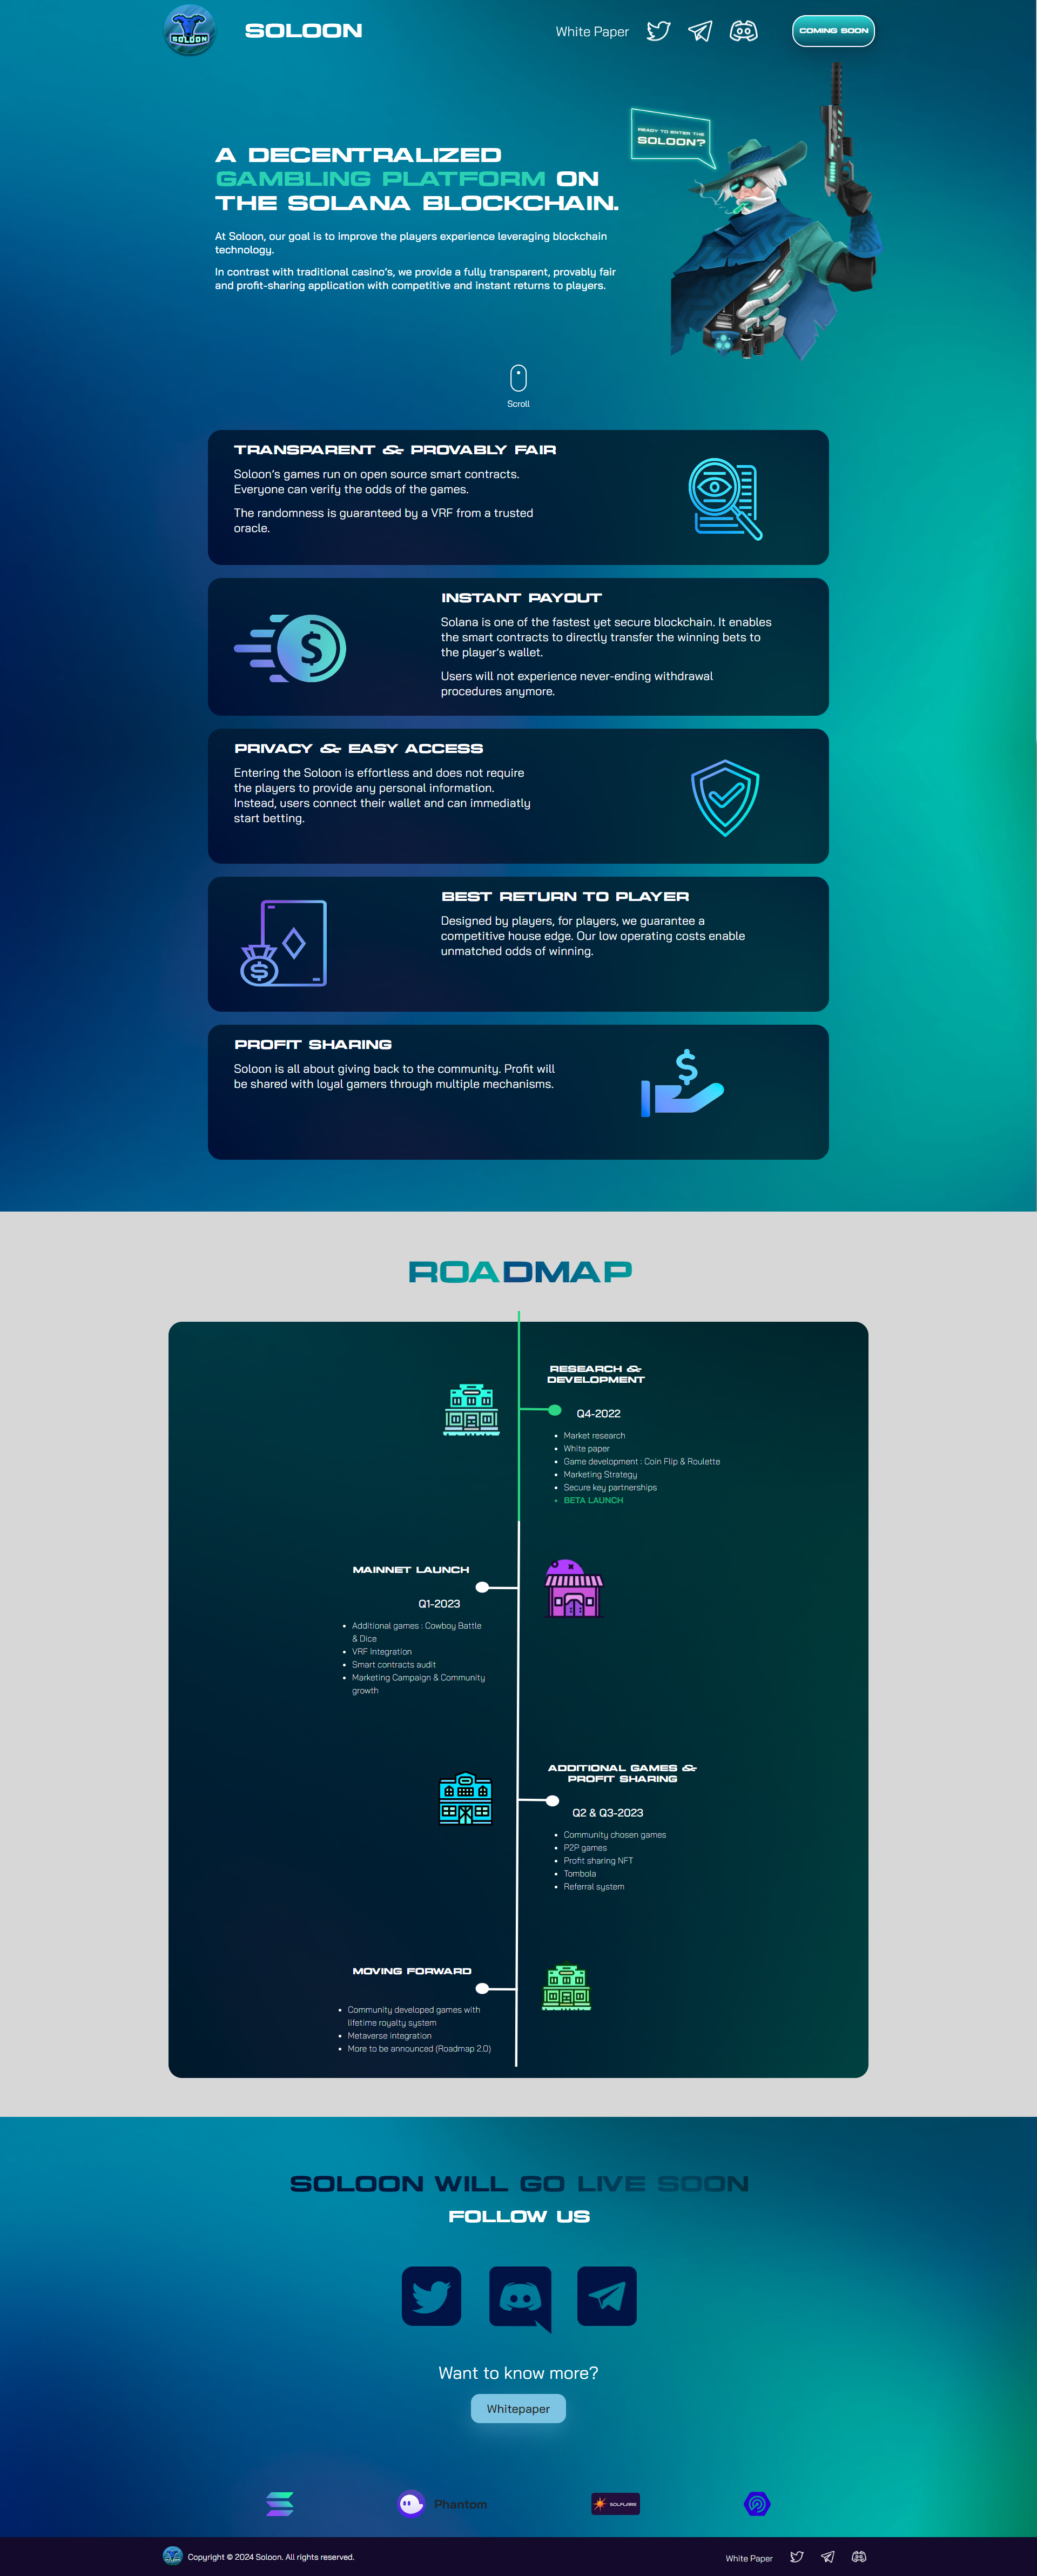 SOLOON
SOLOON
White Paper
COMING SOON
READY TO ENTER THE
SOLOON?
A DECENTRALIZED
GAMBLING PLATFORM ON
THE SOLANA BLOCKCHAIN.
At Soloon, our goal is to improve the players experience leveraging blockchain
technology.
In contrast with traditional casino's, we provide a fully transparent, provably fair
and profit-sharing application with competitive and instant returns to players.
Scroll
TRANSPARENT & PROVABLY FAIR
Soloon's games run on open source smart contracts.
Everyone can verify the odds of the games.
The randomness is guaranteed by a VRF from a trusted
oracle.
INSTANT PAYOUT
Solana is one of the fastest yet secure blockchain. It enables
the smart contracts to directly transfer the winning bets to
the player's wallet.
Users will not experience never-ending withdrawal
procedures anymore.
PRIVACY & EASY ACCESS
Entering the Soloon is effortless and does not require
the players to provide any personal information.
Instead, users connect their wallet and can immediatly
start betting.
BEST RETURN TO PLAYER
Designed by players, for players, we guarantee a
competitive house edge. Our low operating costs enable
unmatched odds of winning.
PROFIT SHARING
Soloon is all about giving back to the community. Profit will
be shared with loyal gamers through multiple mechanisms.
ROADMAP
RESEARCH &
DEVELOPMENT
Q4-2022
• Market research
• White paper
• Game development : Coin Flip & Roulette
• Marketing Strategy
• Secure key partnerships
• BETA LAUNCH
MAINNET LAUNCH
Q1-2023
• Additional games : Cowboy Battle
& Dice
• VRF Integration
• Smart contracts audit
• Marketing Campaign & Community
growth
ADDITIONAL GAMES &
PROFIT SHARING
Q2 & Q3-2023
• Community chosen games
• P2P games
• Profit sharing NFT
• Tombola
• Referral system
MOVING FORWARD
• Community developed games with
lifetime royalty system
• Metaverse integration
• More to be announced (Roadmap 2.0)
SOLOON WILL GO LIVE SOON
FOLLOW US
Want to know more?
Whitepaper
Phantom
SOLFLARE
Copyright © 2024 Soloon. All rights reserved.
White Paper